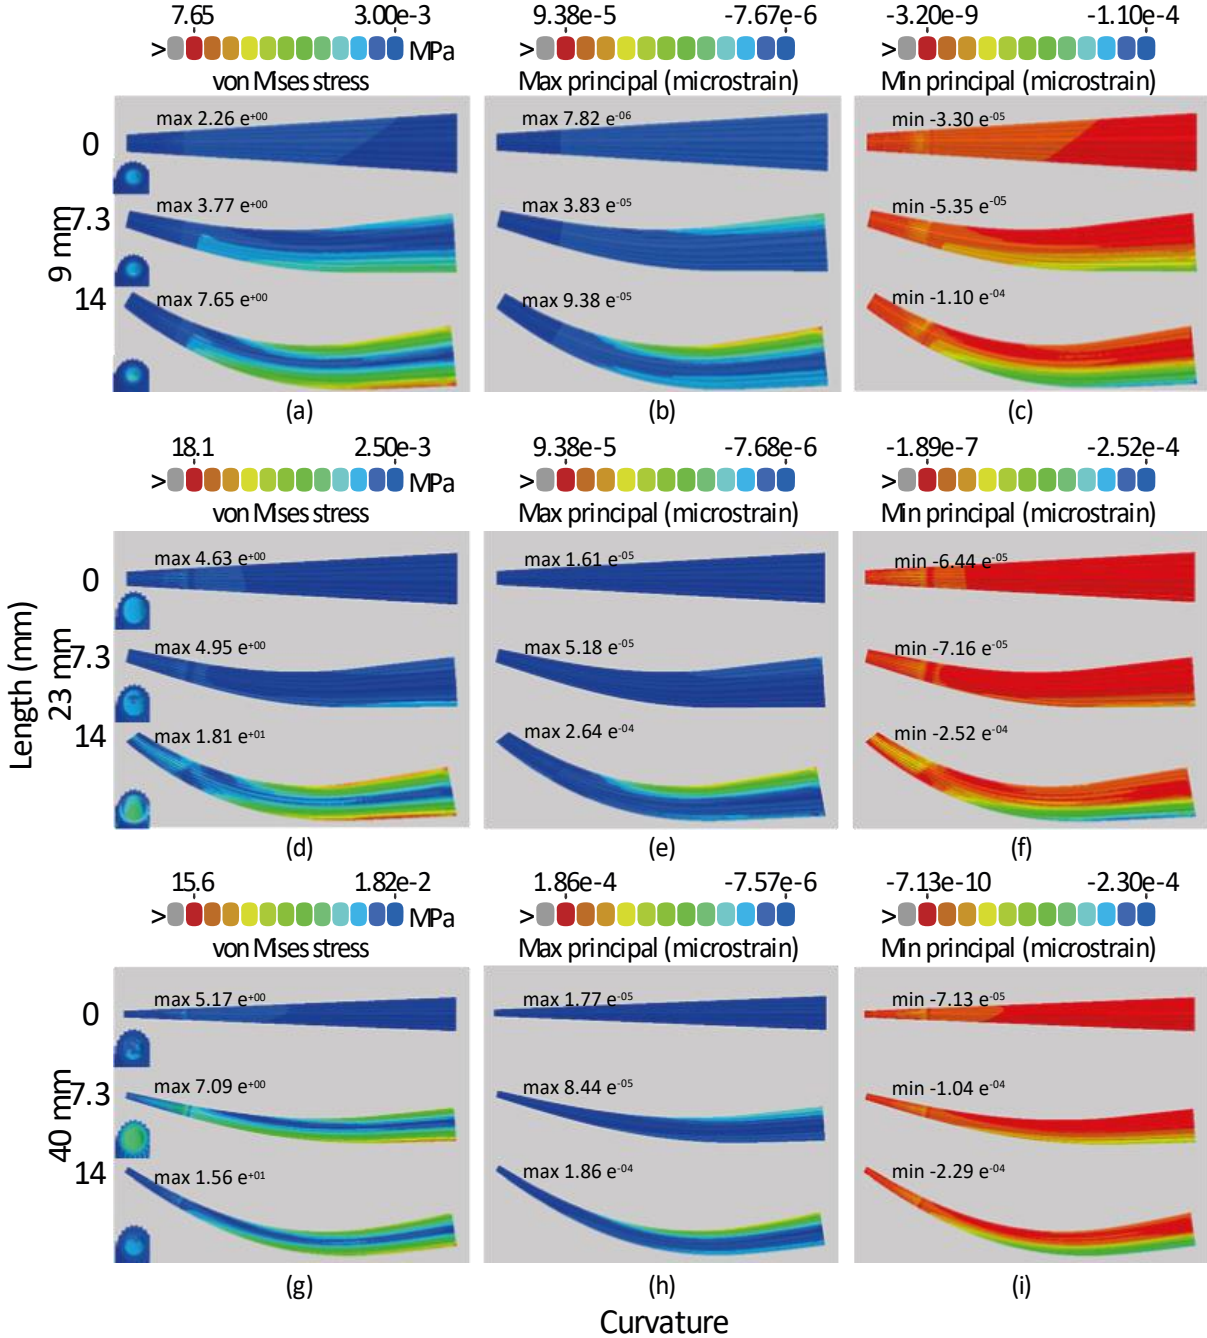 7.65 3.00e-3 9.38e-5 -7.67e-6 -3.20e-9 -1.10e-4
> MPa > >
von Mises stress Max principal (microstrain) Min principal (microstrain)
max 2.26 e+00 max 7.82 e-06 min -3.30 e-05
0
max 3.77 e+00 max 3.83 e-05 min -5.35 e-05
7.3
9 mm
14
max 7.65 e+00 max 9.38 e-05 min -1.10 e-04
(a) (b) (c)
18.1 2.50e-3 9.38e-5 -7.68e-6 -1.89e-7 -2.52e-4
> MPa > >
von Mises stress Max principal (microstrain) Min principal (microstrain)
max 4.63 e+00 max 1.61 e-05 min -6.44 e-05
0
max 4.95 e+00 max 5.18 e-05 min -7.16 e-05
7.3
Length (mm)
23 mm
14
max 1.81 e+01 max 2.64 e-04 min -2.52 e-04
(d) (e) (f)
15.6 1.82e-2 1.86e-4 -7.57e-6 -7.13e-10 -2.30e-4
> MPa > >
von Mises stress Max principal (microstrain) Min principal (microstrain)
max 5.17 e+00 max 1.77 e-05 min -7.13 e-05
0
max 7.09 e+00 max 8.44 e-05 min -1.04 e-04
7.3
40 mm
14
max 1.56 e+01 max 1.86 e-04 min -2.29 e-04
(g) (h) (i)
Curvature